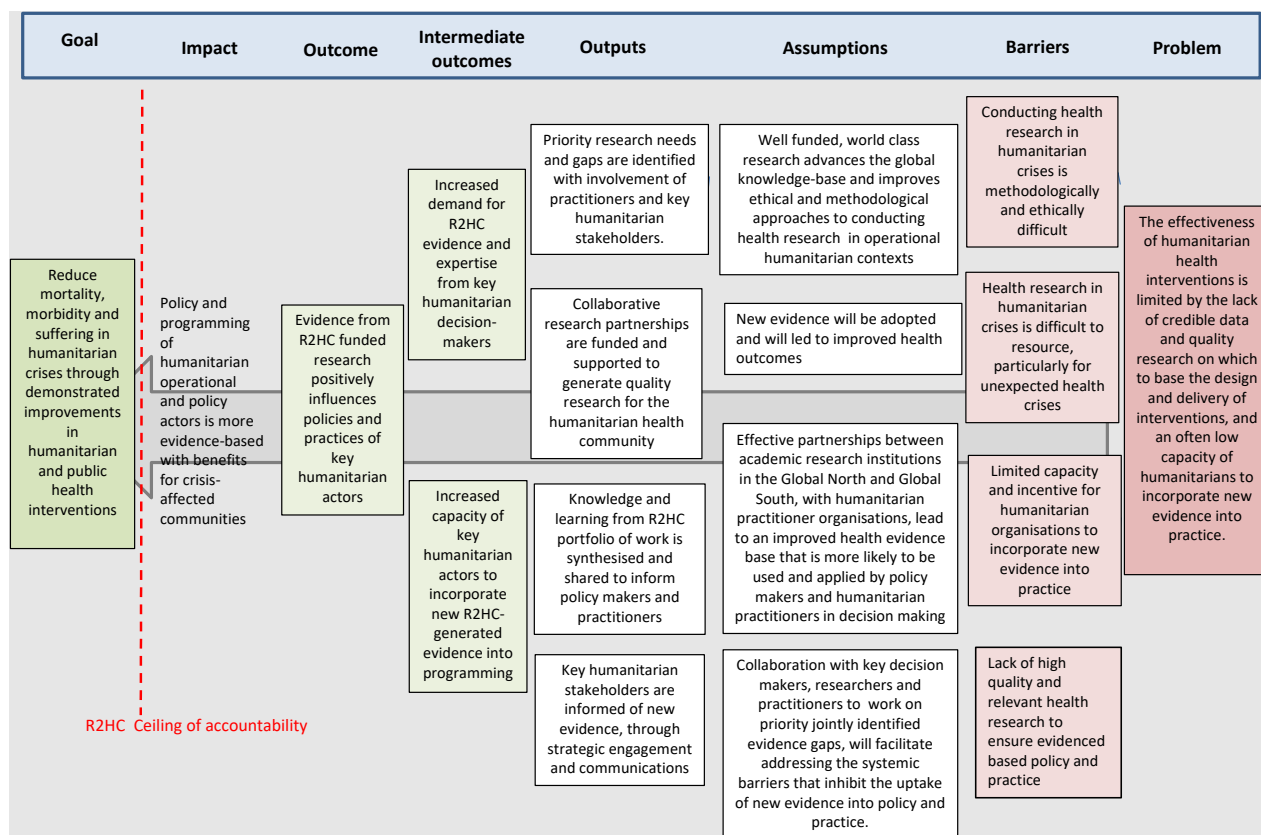 Goal
Impact
Outcome
Intermediate
outcomes
Outputs
Assumptions
Barriers
Problem
Reduce
mortality,
morbidity and
suffering in
humanitarian
crises through
demonstrated
improvements
in
humanitarian
and public
health
interventions
Policy and
programming
of
humanitarian
operational
and policy
actors is more
evidence-based
with benefits
for crisis-
affected
communities
Evidence from
R2HC funded
research
positively
influences
policies and
practices of
key
humanitarian
actors
Increased
demand for
R2HC
evidence and
expertise
from key
humanitarian
decision-
makers
Increased
capacity of
key
humanitarian
actors to
incorporate
new R2HC-
generated
evidence into
programming
Priority research needs
and gaps are identified
with involvement of
practitioners and key
humanitarian
stakeholders.
Collaborative
research partnerships
are funded and
supported to
generate quality
research for the
humanitarian health
community
Knowledge and
learning from R2HC
portfolio of work is
synthesised and
shared to inform
policy makers and
practitioners
Key humanitarian
stakeholders are
informed of new
evidence, through
strategic engagement
and communications
Well funded, world class
research advances the global
knowledge-base and improves
ethical and methodological
approaches to conducting
health research in operational
humanitarian contexts
New evidence will be adopted
and will led to improved health
outcomes
Effective partnerships between
academic research institutions
in the Global North and Global
South, with humanitarian
practitioner organisations, lead
to an improved health evidence
base that is more likely to be
used and applied by policy
makers and humanitarian
practitioners in decision making
Collaboration with key decision
makers, researchers and
practitioners to work on
priority jointly identified
evidence gaps, will facilitate
addressing the systemic
barriers that inhibit the uptake
of new evidence into policy and
practice.
Conducting health
research in
humanitarian
crises is
methodologically
and ethically
difficult
Health research in
humanitarian
crises is difficult to
resource,
particularly for
unexpected health
crises
Limited capacity
and incentive for
humanitarian
organisations to
incorporate new
evidence into
practice
Lack of high
quality and
relevant health
research to
ensure evidenced
based policy and
practice
The effectiveness
of humanitarian
health
interventions is
limited by the lack
of credible data
and quality
research on which
to base the design
and delivery of
interventions, and
an often low
capacity of
humanitarians to
incorporate new
evidence into
practice.
R2HC Ceiling of accountability